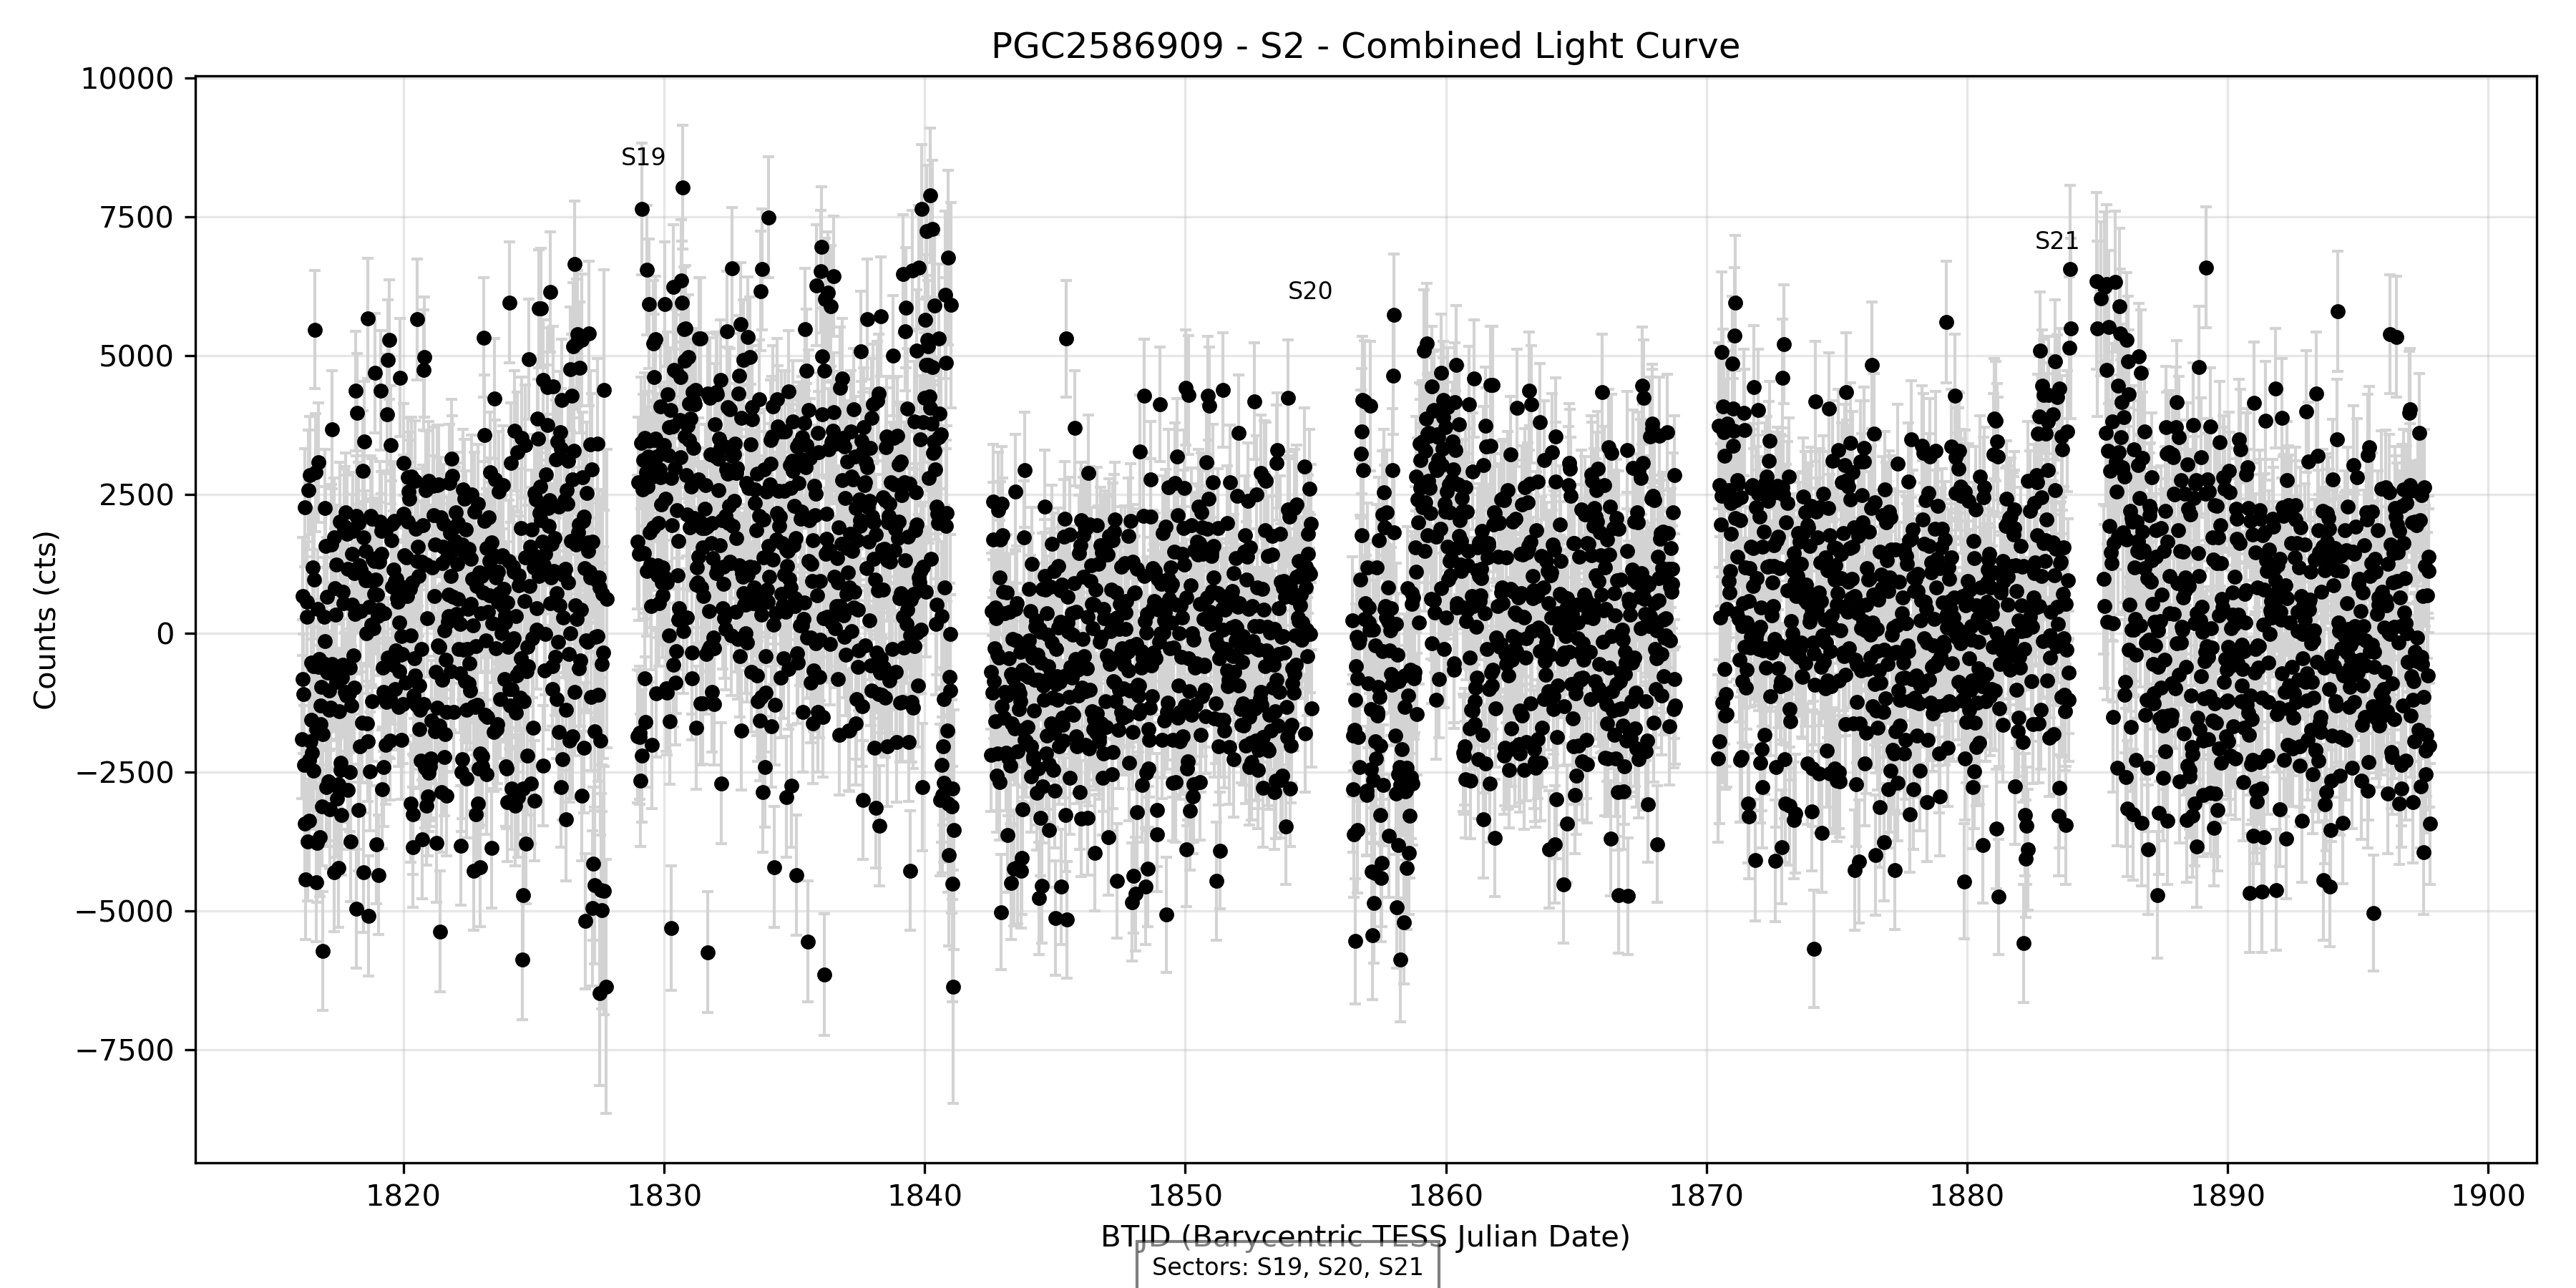 PGC2586909 - S2 - Combined Light Curve
10000
7500
5000
2500
0
−2500
−5000
−7500
Counts (cts)
S19
S20
S21
1820
1830
1840
1850
1860
1870
1880
1890
1900
BTJD (Barycentric TESS Julian Date)
Sectors: S19, S20, S21